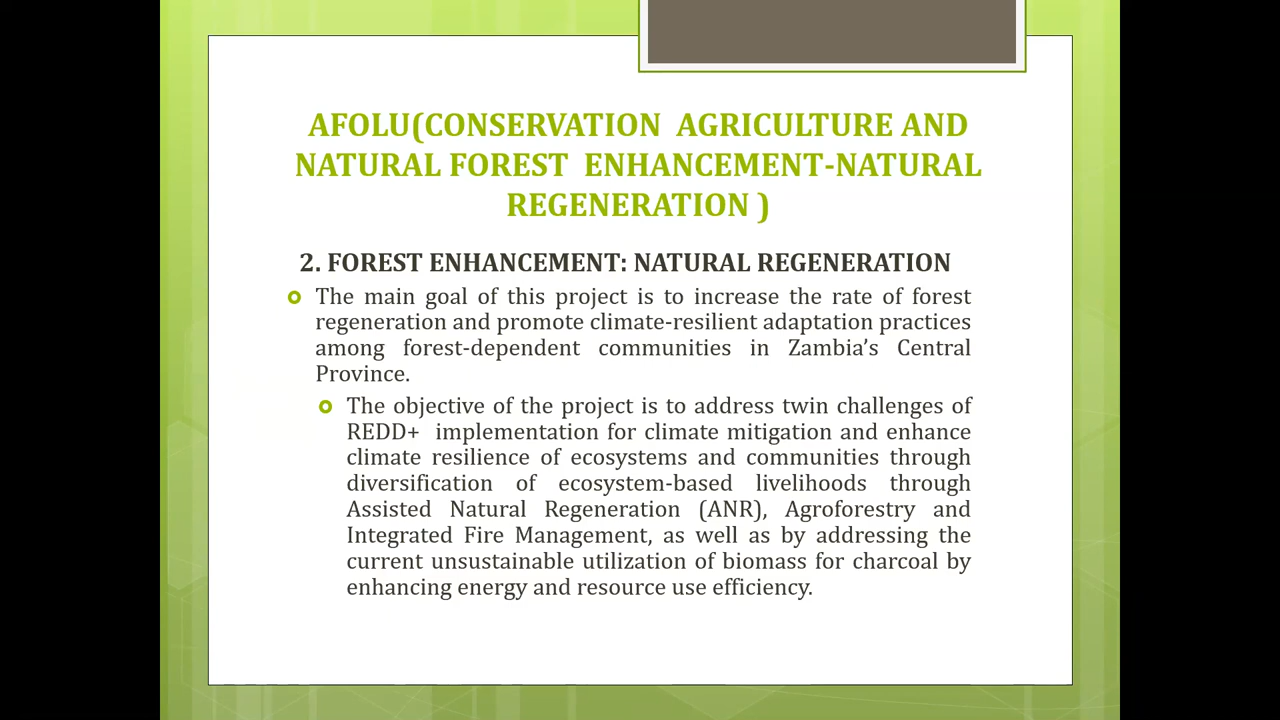 AFOLU(CONSERVATION AGRICULTURE AND
NATURAL FOREST ENHANCEMENT-NATURAL
REGENERATION )
2. FOREST ENHANCEMENT: NATURAL REGENERATION
The main goal of this project is to increase the rate of forest
regeneration and promote climate-resilient adaptation practices
among forest-dependent communities in Zambia’s Central
Province.
The objective of the project is to address twin challenges of
REDD+ implementation for climate mitigation and enhance
climate resilience of ecosystems and communities through
diversification of ecosystem-based livelihoods through
Assisted Natural Regeneration (ANR), Agroforestry and
Integrated Fire Management, as well as by addressing the
current unsustainable utilization of biomass for charcoal by
enhancing energy and resource use efficiency.